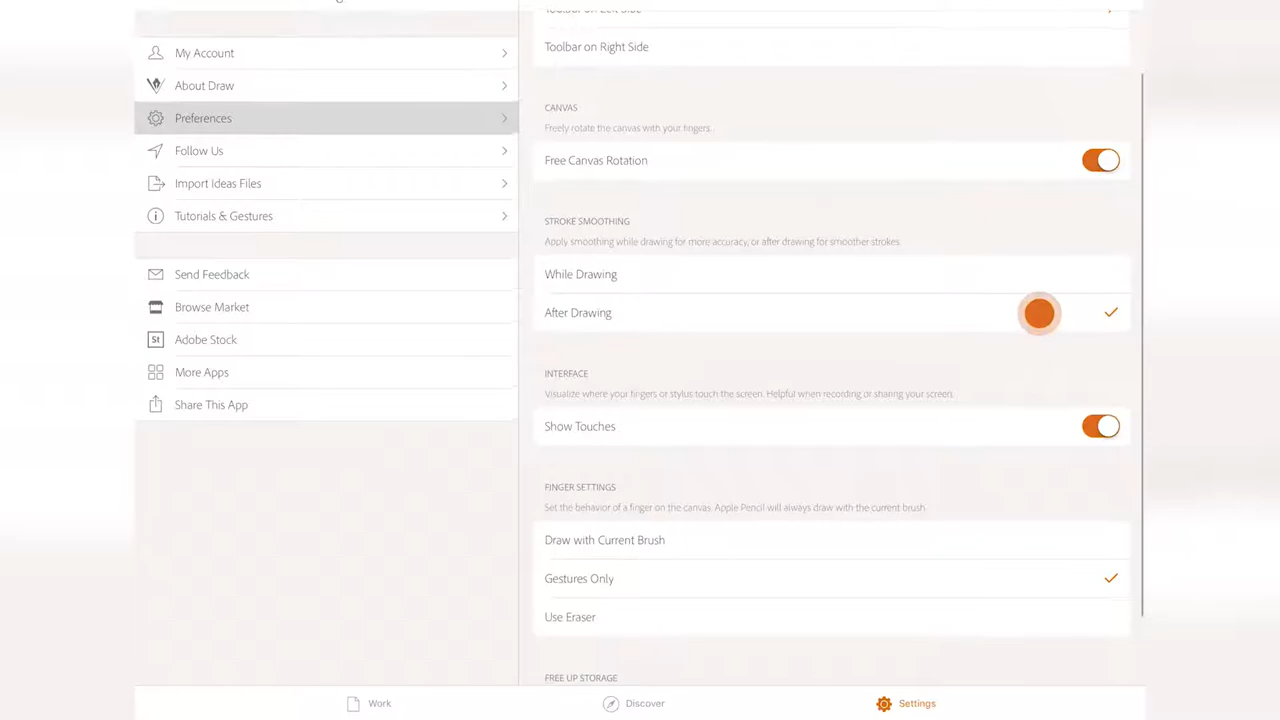 My Account
About Draw
Preferences
Follow Us
Import Ideas Files
Tutorials & Gestures
Send Feedback
Browse Market
St Adobe Stock
More Apps
Share This App
Toolbar on Left Side
Toolbar on Right Side
CANVAS
Freely rotate the canvas with your fingers.
Free Canvas Rotation
STROKE SMOOTHING
Apply smoothing while drawing for more accuracy, or after drawing for smoother strokes.
While Drawing
After Drawing
INTERFACE
Visualize where your fingers or stylus touch the screen. Helpful when recording or sharing your screen.
Show Touches
FINGER SETTINGS
Set the behavior of a finger on the canvas. Apple Pencil will always draw with the current brush.
Draw with Current Brush
Gestures Only
Use Eraser
FREE UP STORAGE
Work
Discover
Settings